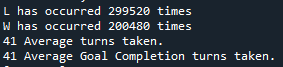 L has occurred 299520 times
W has occurred 200480 times
41 Average turns taken.
41 Average Goal Completion turns taken.